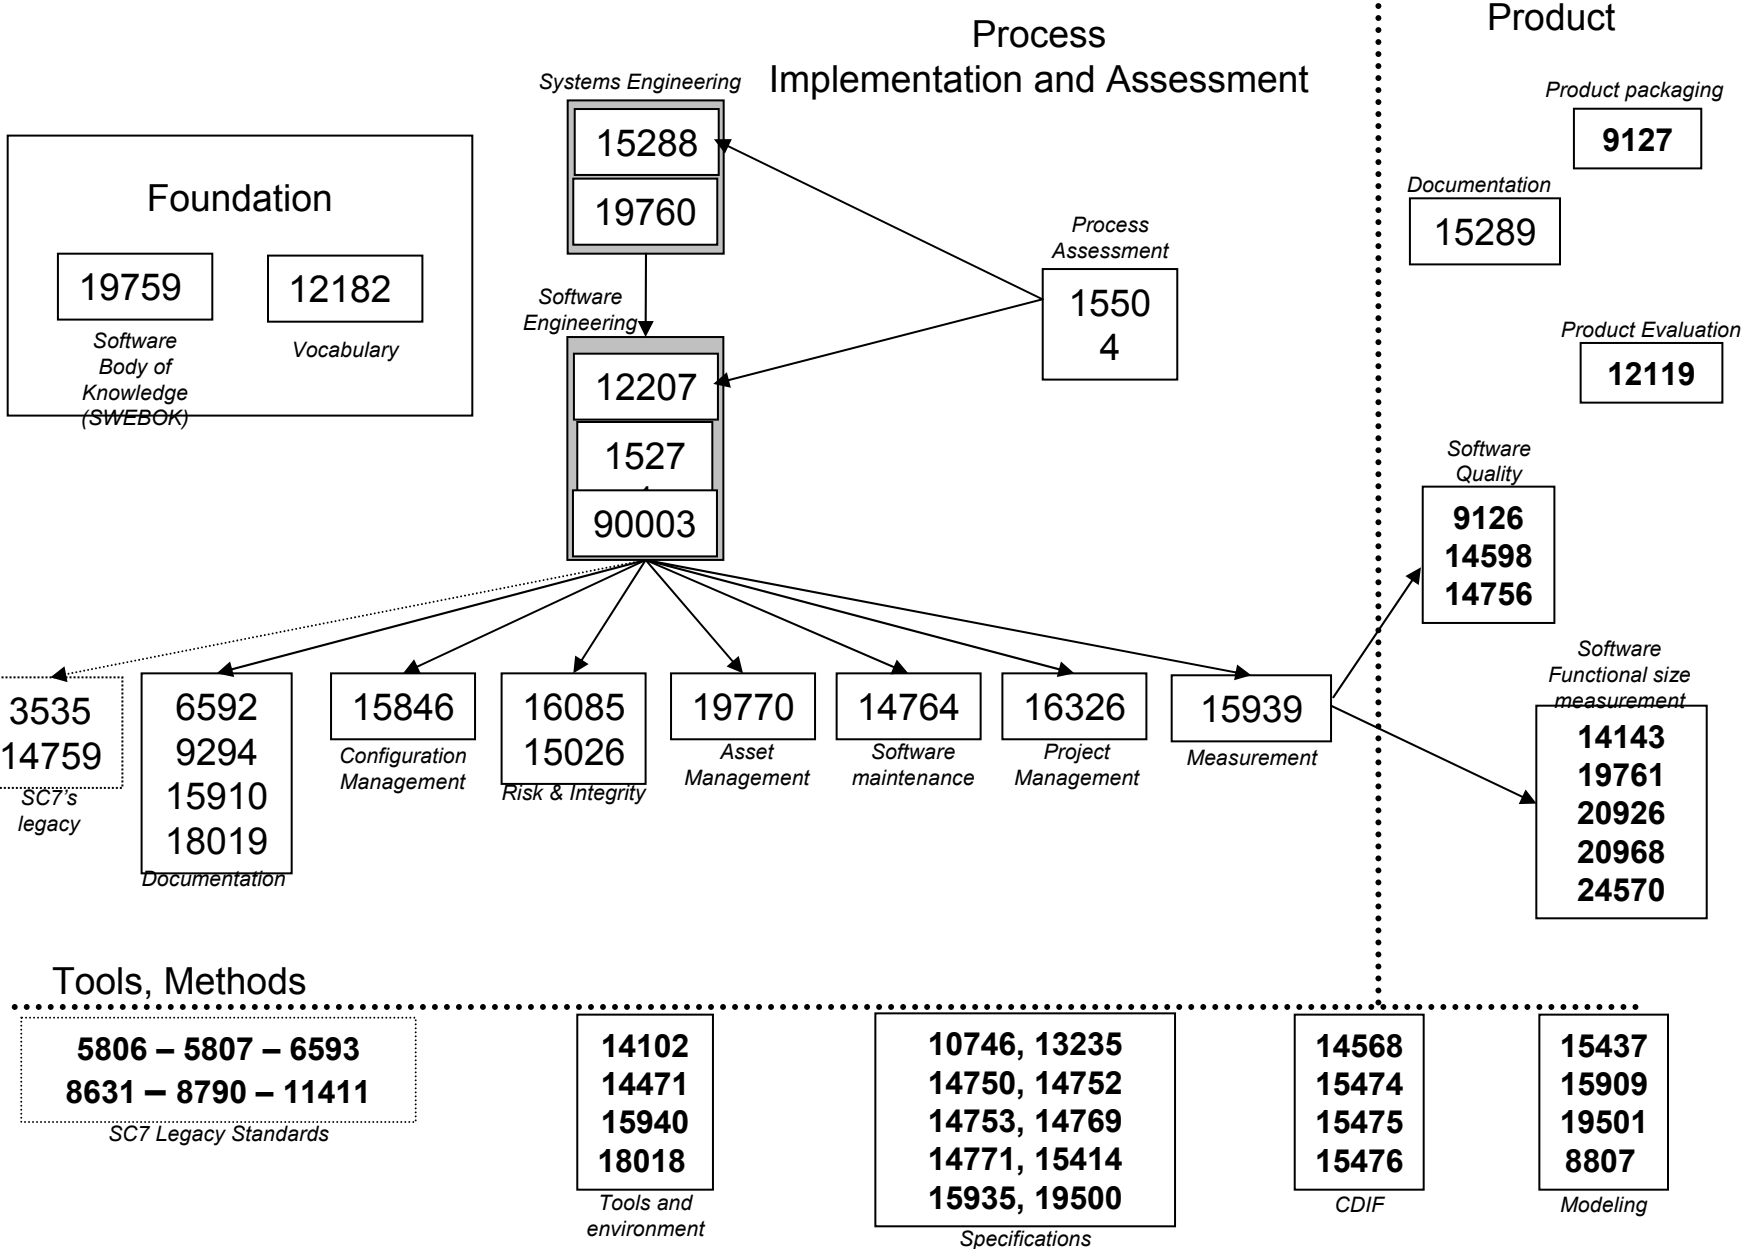 Process
Implementation and Assessment
Product
Systems Engineering
15288
19760
Product packaging
9127
Foundation
19759
12182
Software
Body of
Knowledge
(SWEBOK)
Vocabulary
Documentation
15289
Process
Assessment
1550
4
Software
Engineering
12207
1527
90003
Product Evaluation
12119
Software
Quality
9126
14598
14756
Software
Functional size
measurement
14143
19761
20926
20968
24570
3535
14759
SC7's
legacy
6592
9294
15910
18019
Documentation
15846
Configuration
Management
16085
15026
Risk & Integrity
19770
Asset
Management
14764
Software
maintenance
16326
Project
Management
15939
Measurement
Tools, Methods
5806 – 5807 – 6593
8631 – 8790 – 11411
SC7 Legacy Standards
14102
14471
15940
18018
Tools and
environment
10746, 13235
14750, 14752
14753, 14769
14771, 15414
15935, 19500
Specifications
14568
15474
15475
15476
CDIF
15437
15909
19501
8807
Modeling